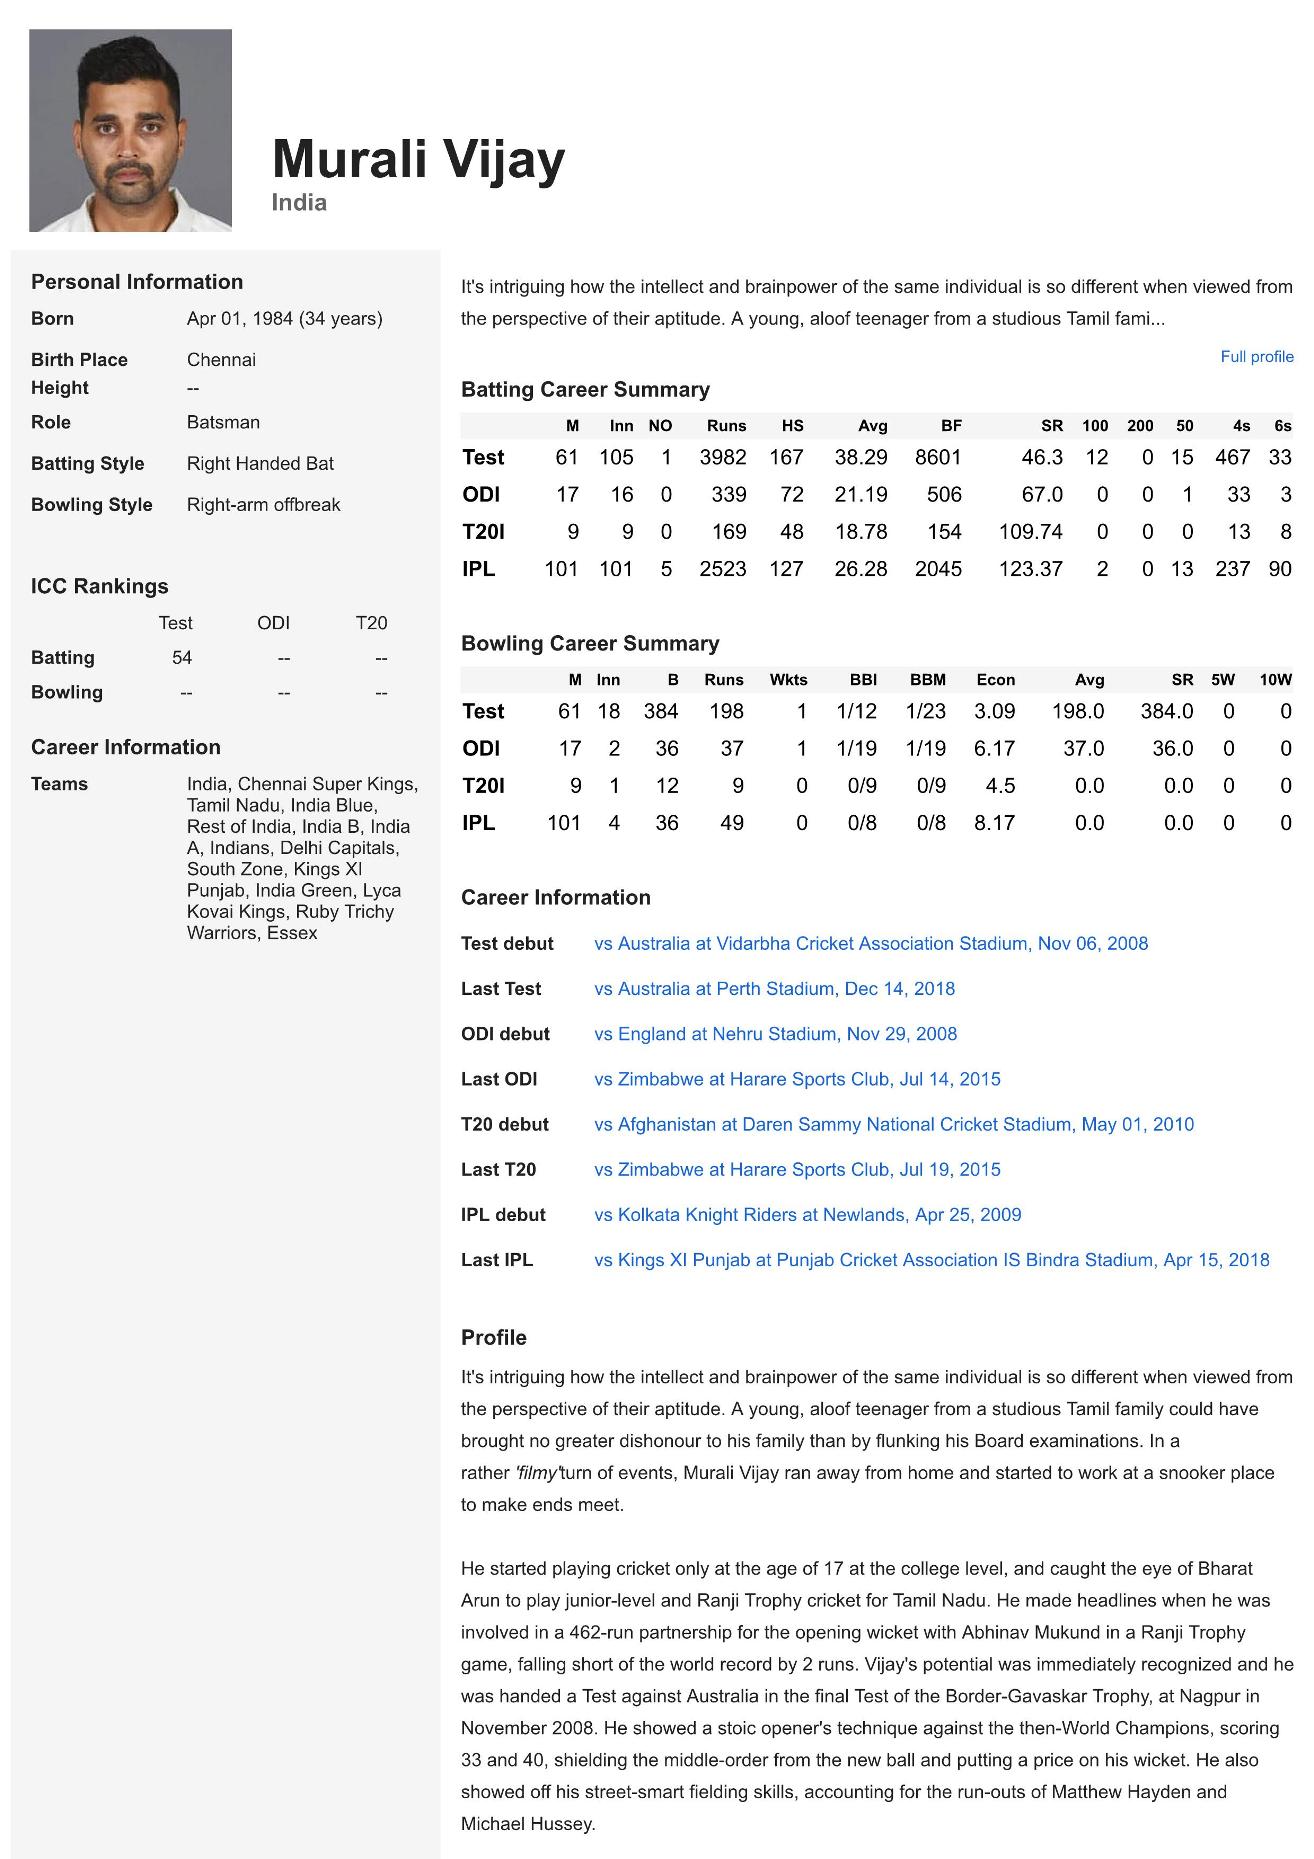 Murali Vijay
India
Personal Information
Born Apr 01, 1984 (34 years)
Birth Place Chennai
Height --
Role Batsman
Batting Style Right Handed Bat
Bowling Style Right-arm offbreak
ICC Rankings
Test ODI T20
Batting 54 -- --
Bowling -- -- --
Career Information
Teams India, Chennai Super Kings,
Tamil Nadu, India Blue,
Rest of India, India B, India
A, Indians, Delhi Capitals,
South Zone, Kings XI
Punjab, India Green, Lyca
Kovai Kings, Ruby Trichy
Warriors, Essex
It's intriguing how the intellect and brainpower of the same individual is so different when viewed from
the perspective of their aptitude. A young, aloof teenager from a studious Tamil fami...
Full profile
Batting Career Summary
M Inn NO Runs HS Avg BF SR 100 200 50 4s 6s
Test 61 105 1 3982 167 38.29 8601 46.3 12 0 15 467 33
ODI 17 16 0 339 72 21.19 506 67.0 0 0 1 33 3
T20I 9 9 0 169 48 18.78 154 109.74 0 0 0 13 8
IPL 101 101 5 2523 127 26.28 2045 123.37 2 0 13 237 90
Bowling Career Summary
M Inn B Runs Wkts BBI BBM Econ Avg SR 5W 10W
Test 61 18 384 198 1 1/12 1/23 3.09 198.0 384.0 0 0
ODI 17 2 36 37 1 1/19 1/19 6.17 37.0 36.0 0 0
T20I 9 1 12 9 0 0/9 0/9 4.5 0.0 0.0 0 0
IPL 101 4 36 49 0 0/8 0/8 8.17 0.0 0.0 0 0
Career Information
Test debut vs Australia at Vidarbha Cricket Association Stadium, Nov 06, 2008
Last Test vs Australia at Perth Stadium, Dec 14, 2018
ODI debut vs England at Nehru Stadium, Nov 29, 2008
Last ODI vs Zimbabwe at Harare Sports Club, Jul 14, 2015
T20 debut vs Afghanistan at Daren Sammy National Cricket Stadium, May 01, 2010
Last T20 vs Zimbabwe at Harare Sports Club, Jul 19, 2015
IPL debut vs Kolkata Knight Riders at Newlands, Apr 25, 2009
Last IPL vs Kings XI Punjab at Punjab Cricket Association IS Bindra Stadium, Apr 15, 2018
Profile
It's intriguing how the intellect and brainpower of the same individual is so different when viewed from
the perspective of their aptitude. A young, aloof teenager from a studious Tamil family could have
brought no greater dishonour to his family than by flunking his Board examinations. In a
rather 'filmy'turn of events, Murali Vijay ran away from home and started to work at a snooker place
to make ends meet.
He started playing cricket only at the age of 17 at the college level, and caught the eye of Bharat
Arun to play junior-level and Ranji Trophy cricket for Tamil Nadu. He made headlines when he was
involved in a 462-run partnership for the opening wicket with Abhinav Mukund in a Ranji Trophy
game, falling short of the world record by 2 runs. Vijay's potential was immediately recognized and he
was handed a Test against Australia in the final Test of the Border-Gavaskar Trophy, at Nagpur in
November 2008. He showed a stoic opener's technique against the then-World Champions, scoring
33 and 40, shielding the middle-order from the new ball and putting a price on his wicket. He also
showed off his street-smart fielding skills, accounting for the run-outs of Matthew Hayden and
Michael Hussey.